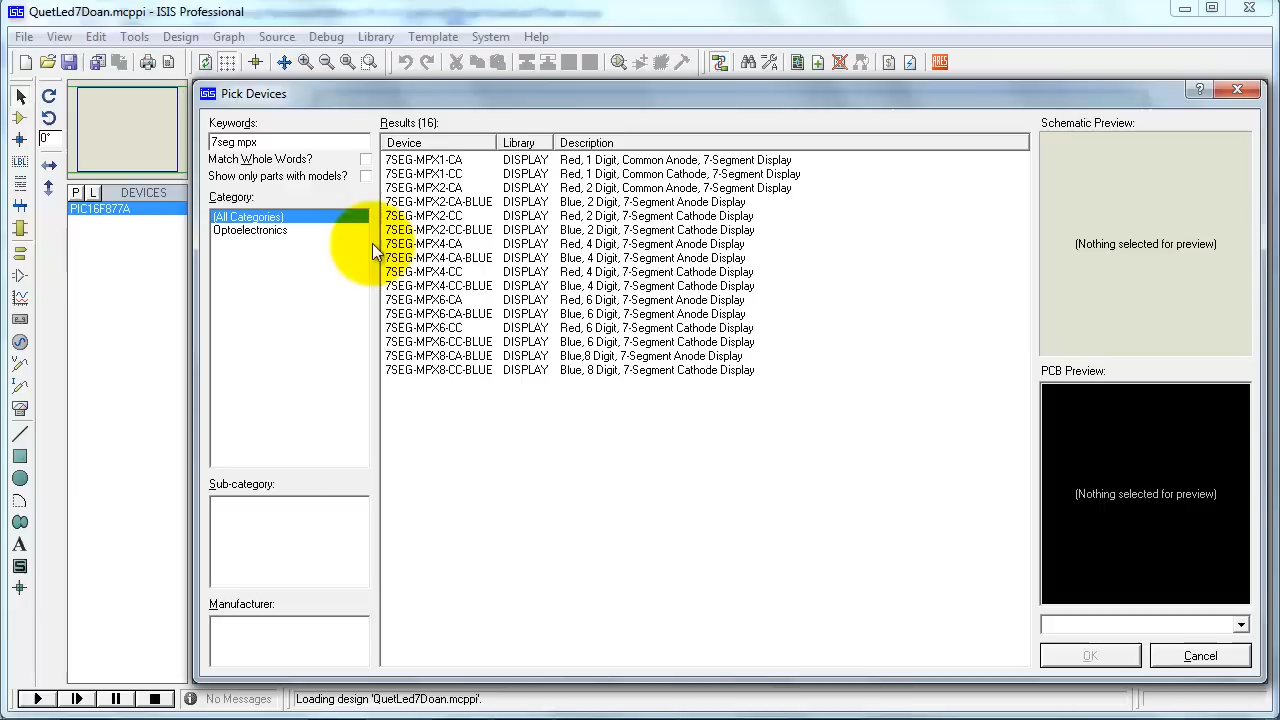 QuetLed7Doan.mcppi - ISIS Professional
File View Edit Tools Design Graph Source Debug Library Template System Help
ARES
Pick Devices
Keywords:
7seg mpx
Match Whole Words?
Show only parts with models?
Category:
(All Categories)
Optoelectronics
Sub-category:
Manufacturer:
Results (16):
Device Library Description
7SEG-MPX1-CA DISPLAY Red, 1 Digit, Common Anode, 7-Segment Display
7SEG-MPX1-CC DISPLAY Red, 1 Digit, Common Cathode, 7-Segment Display
7SEG-MPX2-CA DISPLAY Red, 2 Digit, Common Anode, 7-Segment Display
7SEG-MPX2-CA-BLUE DISPLAY Blue, 2 Digit, 7-Segment Anode Display
7SEG-MPX2-CC DISPLAY Red, 2 Digit, 7-Segment Cathode Display
7SEG-MPX2-CC-BLUE DISPLAY Blue, 2 Digit, 7-Segment Cathode Display
7SEG-MPX4-CA DISPLAY Red, 4 Digit, 7-Segment Anode Display
7SEG-MPX4-CA-BLUE DISPLAY Blue, 4 Digit, 7-Segment Anode Display
7SEG-MPX4-CC DISPLAY Red, 4 Digit, 7-Segment Cathode Display
7SEG-MPX4-CC-BLUE DISPLAY Blue, 4 Digit, 7-Segment Cathode Display
7SEG-MPX6-CA DISPLAY Red, 6 Digit, 7-Segment Anode Display
7SEG-MPX6-CA-BLUE DISPLAY Blue, 6 Digit, 7-Segment Anode Display
7SEG-MPX6-CC DISPLAY Red, 6 Digit, 7-Segment Cathode Display
7SEG-MPX6-CC-BLUE DISPLAY Blue, 6 Digit, 7-Segment Cathode Display
7SEG-MPX8-CA-BLUE DISPLAY Blue,8 Digit, 7-Segment Anode Display
7SEG-MPX8-CC-BLUE DISPLAY Blue, 8 Digit, 7-Segment Cathode Display
Schematic Preview:
(Nothing selected for preview)
PCB Preview:
(Nothing selected for preview)
OK Cancel
0°
P L DEVICES
PIC16F877A
LBL
A
S
No Messages
Loading design 'QuetLed7Doan.mcppi'.